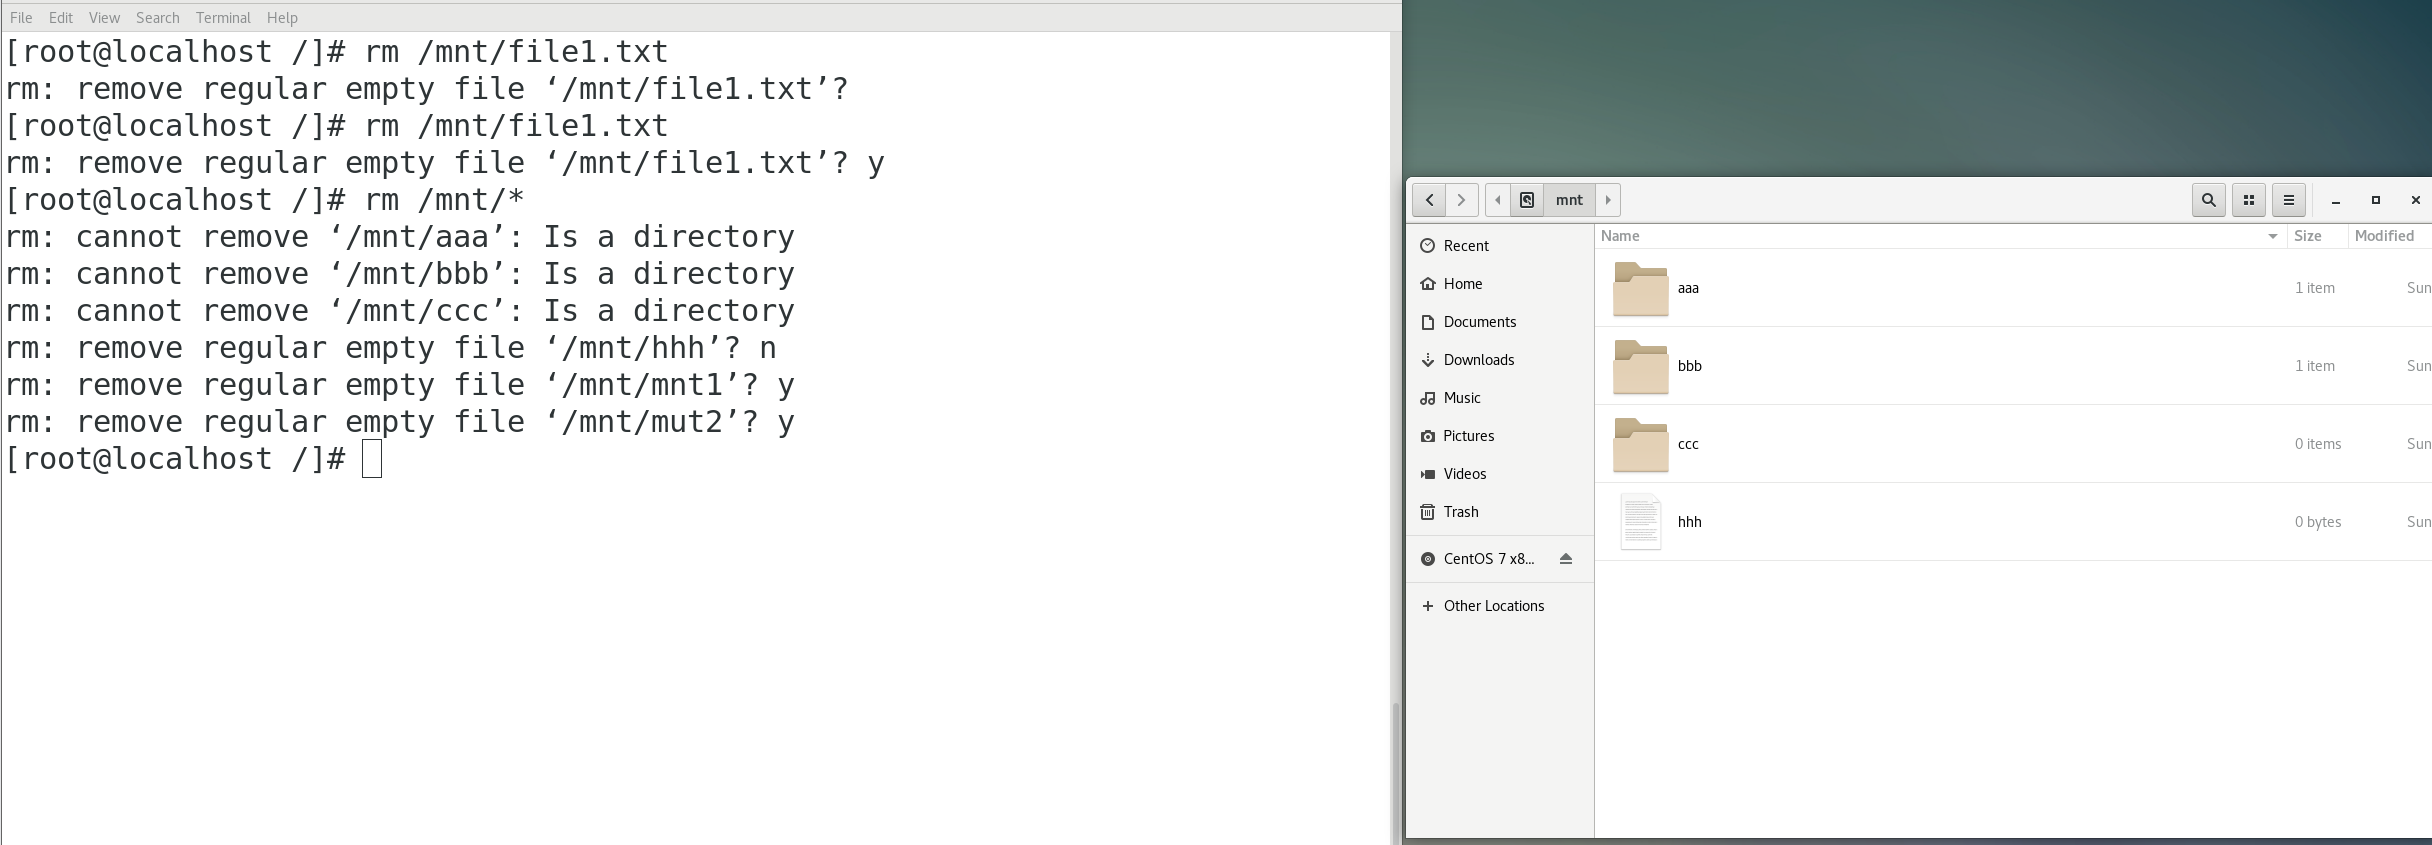 File Edit View Search Terminal Help
[root@localhost /]# rm /mnt/file1.txt
rm: remove regular empty file ‘/mnt/file1.txt’?
[root@localhost /]# rm /mnt/file1.txt
rm: remove regular empty file ‘/mnt/file1.txt’? y
[root@localhost /]# rm /mnt/*
rm: cannot remove ‘/mnt/aaa’: Is a directory
rm: cannot remove ‘/mnt/bbb’: Is a directory
rm: cannot remove ‘/mnt/ccc’: Is a directory
rm: remove regular empty file ‘/mnt/hhh’? n
rm: remove regular empty file ‘/mnt/mnt1’? y
rm: remove regular empty file ‘/mnt/mut2’? y
[root@localhost /]#
mnt
Recent
Home
Documents
Downloads
Music
Pictures
Videos
Trash
CentOS 7 x8...
+ Other Locations
Name Size Modified
aaa 1 item Sun
bbb 1 item Sun
ccc 0 items Sun
hhh 0 bytes Sun